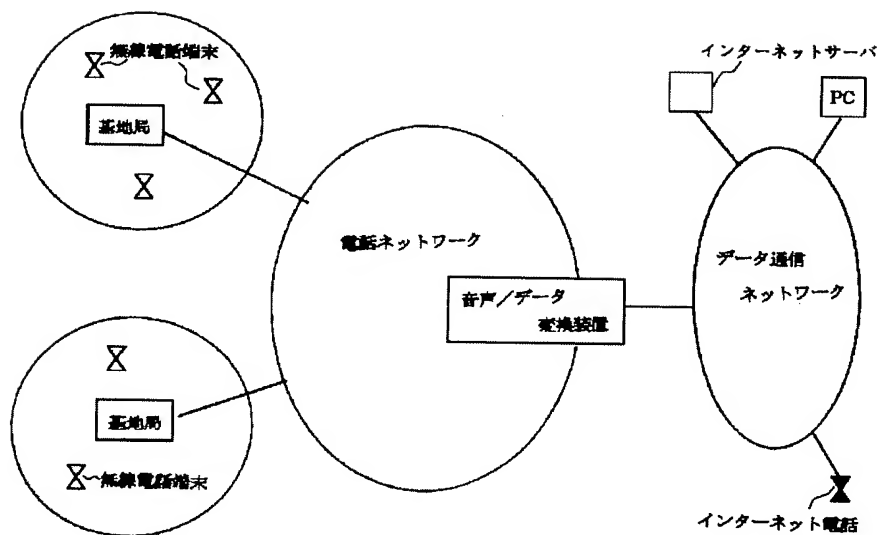 無線電話端末
基地局
電話ネットワーク
音声／データ
変換装置
基地局
無線電話端末
インターネットサーバ
PC
データ通信
ネットワーク
インターネット電話